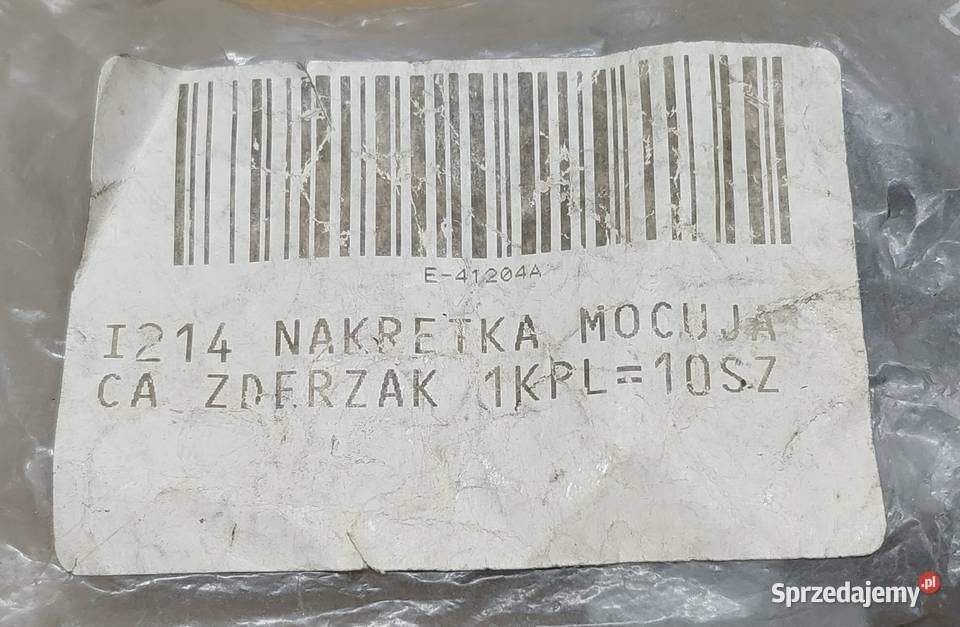 E-41204A
I214 NAKRETKA MOCUJA
CA ZDERZAK 1KPL=10SZ
Sprzedajemy.pl